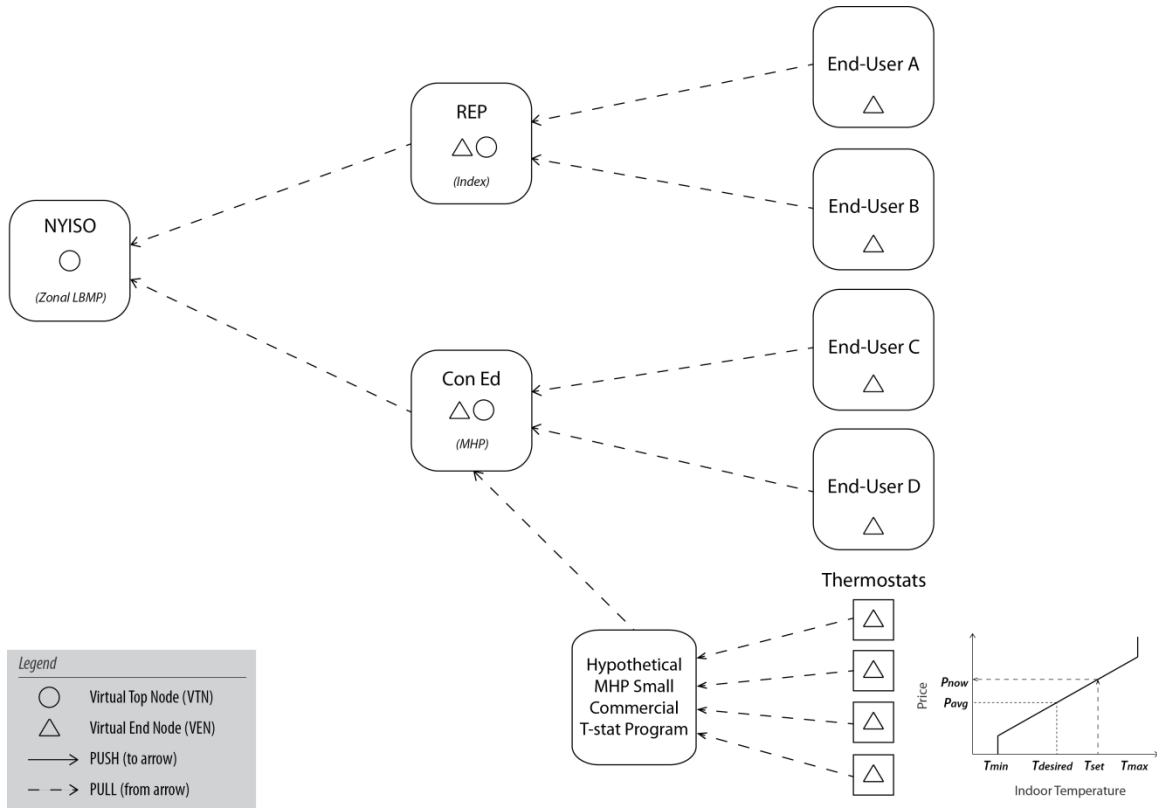 NYISO
(Zonal LBMP)
REP
(Index)
Con Ed
(MHP)
End-User A
End-User B
End-User C
End-User D
Thermostats
Hypothetical
MHP Small
Commercial
T-stat Program
Price
Pnow
Pavg
Tmin
Tdesired
Tset
Tmax
Indoor Temperature
Legend
Virtual Top Node (VTN)
Virtual End Node (VEN)
PUSH (to arrow)
PULL (from arrow)